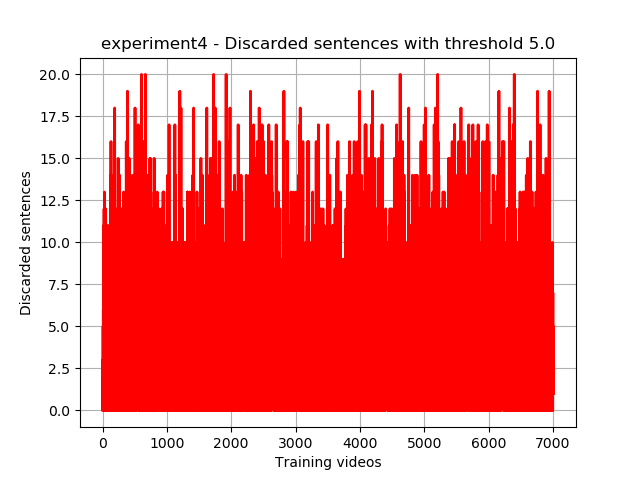 experiment4 - Discarded sentences with threshold 5.0
20.0
17.5
15.0
12.5
10.0
7.5
5.0
2.5
0.0
Discarded sentences
0 1000 2000 3000 4000 5000 6000 7000
Training videos